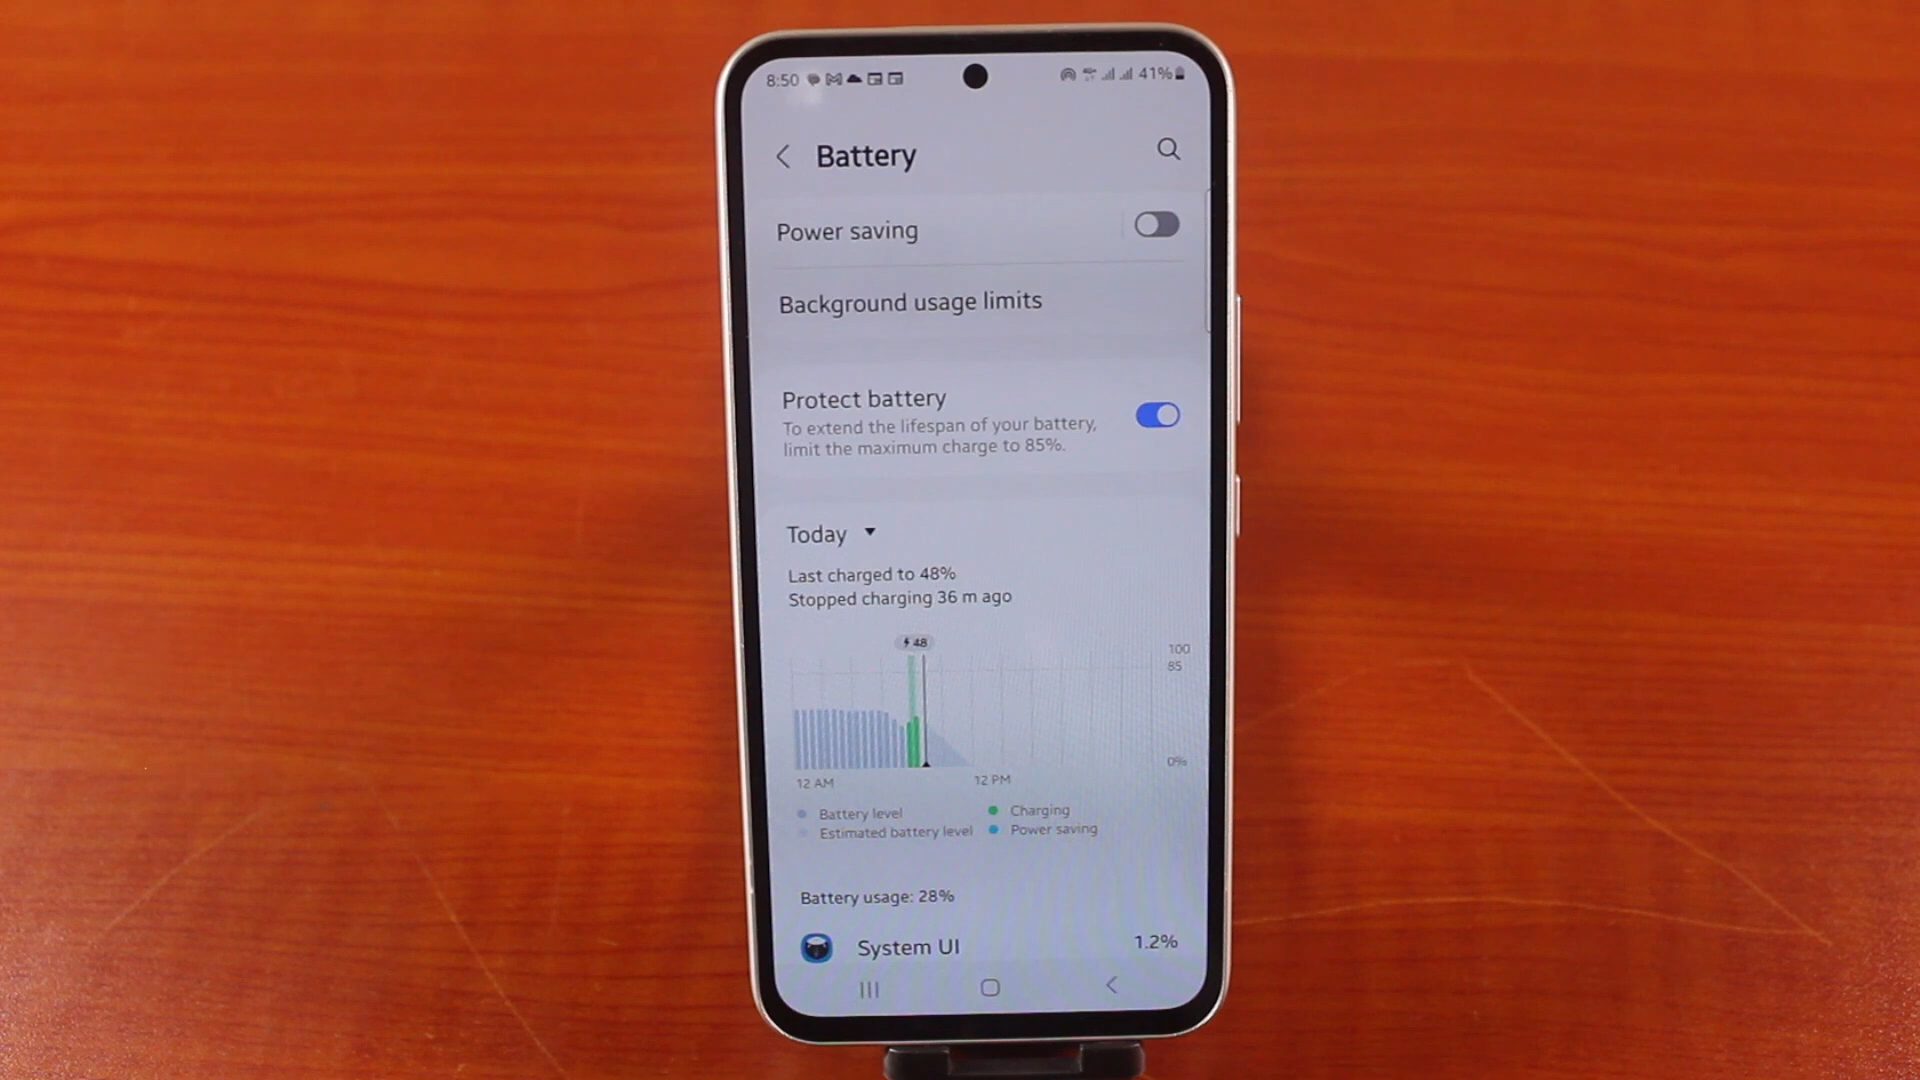 8:50 41%
Battery
Power saving
Background usage limits
Protect battery
To extend the lifespan of your battery,
limit the maximum charge to 85%.
Today
Last charged to 48%
Stopped charging 36 m ago
48
100
85
0%
12 AM 12 PM
Battery level Charging
Estimated battery level Power saving
Battery usage: 28%
System UI 1.2%